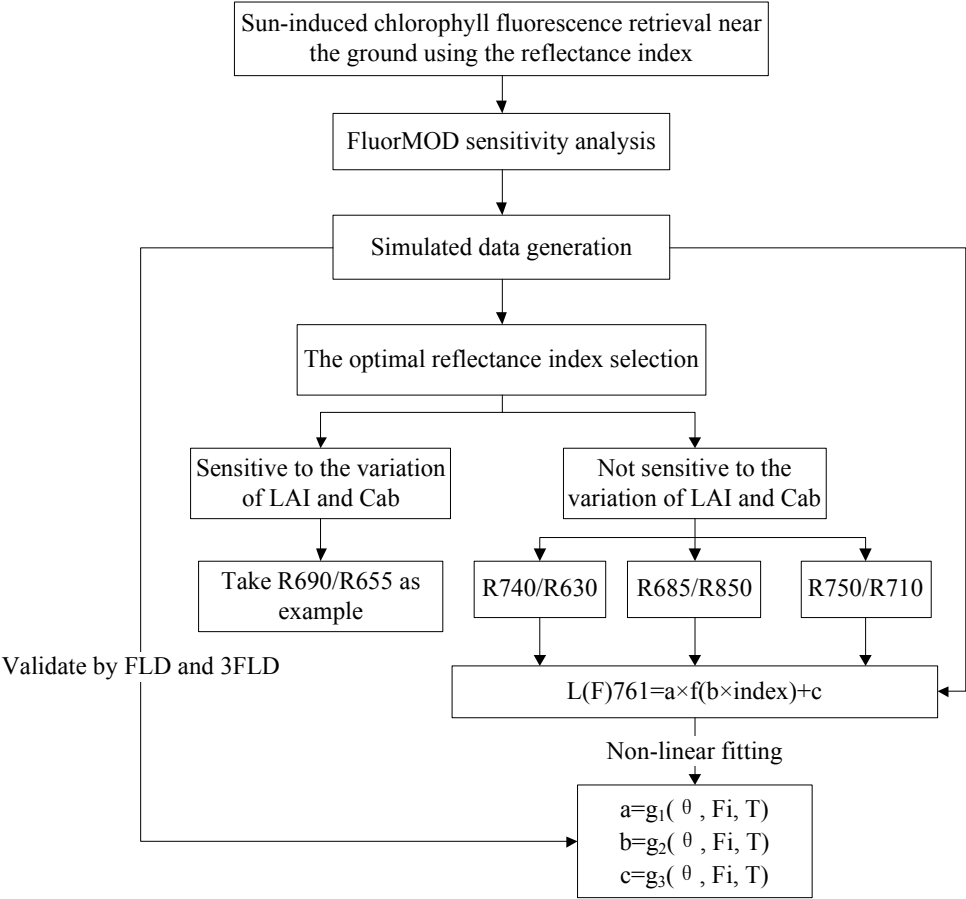 Sun-induced chlorophyll fluorescence retrieval near
the ground using the reflectance index
FluorMOD sensitivity analysis
Simulated data generation
The optimal reflectance index selection
Sensitive to the variation
of LAI and Cab
Not sensitive to the
variation of LAI and Cab
Take R690/R655 as
example
R740/R630
R685/R850
R750/R710
Validate by FLD and 3FLD
L(F)761=a×f(b×index)+c
Non-linear fitting
a=g₁( θ , Fi, T)
b=g₂( θ , Fi, T)
c=g₃( θ , Fi, T)